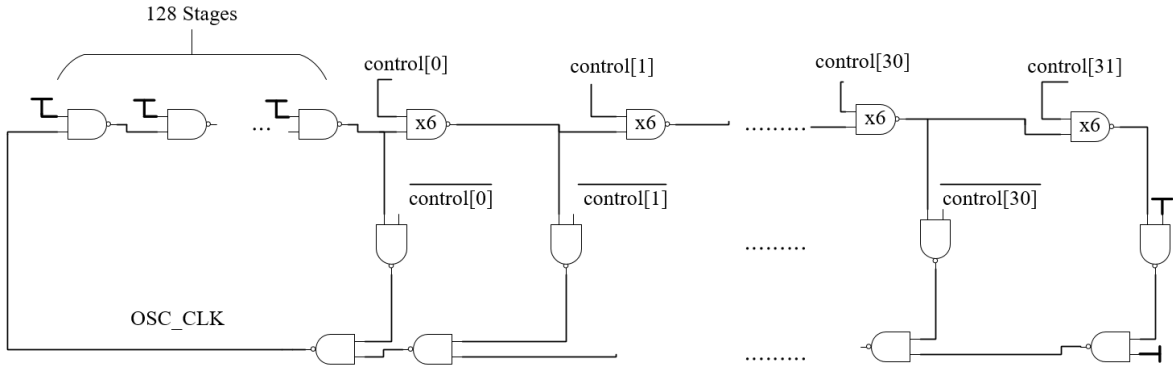 128 Stages
control[0]
control[1]
control[30]
control[31]
...
x6
x6
.........
x6
x6
control[0]
control[1]
control[30]
.........
OSC_CLK
.........